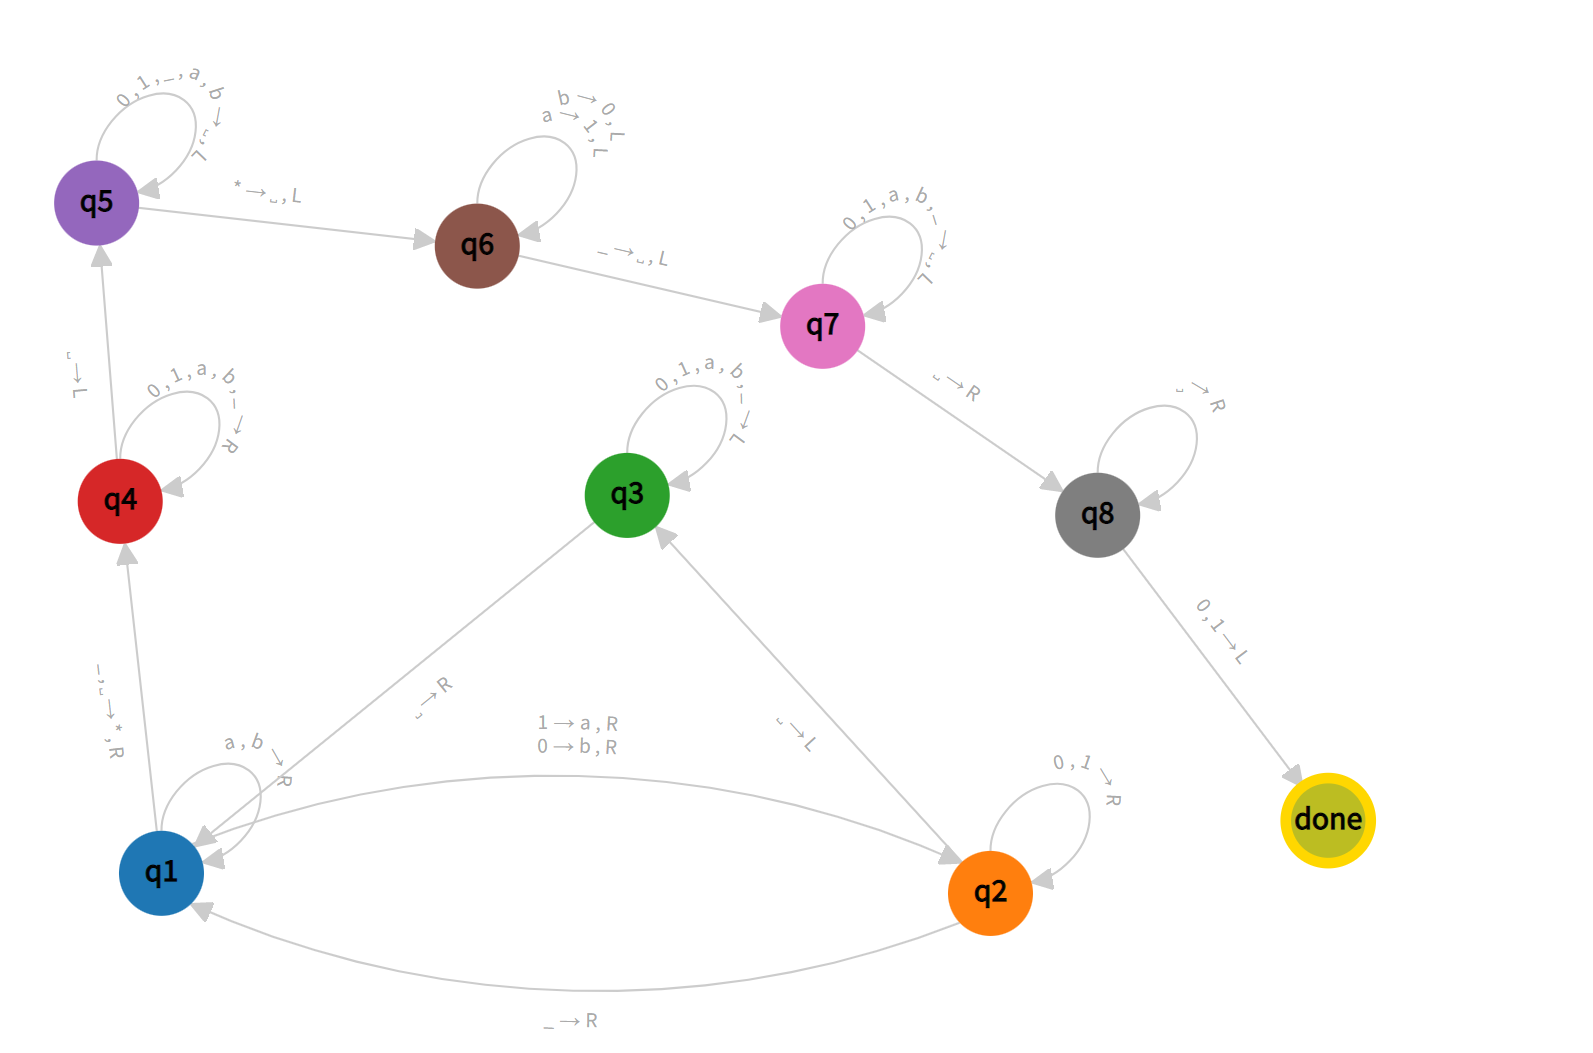 0,1,_,a,b→␣,L
b→0,L
a→1,L
q5
*→␣,L
q6
0,1,a,b,_→␣,L
_→␣,L
q7
␣→L
0,1,a,b,_→R
0,1,a,b,_→L
␣→R
␣→R
q4
q3
q8
0,1→L
_,␣→*,R
␣→R
1→a,R
0→b,R
␣→L
a,b→R
0,1→R
done
q1
q2
_→R